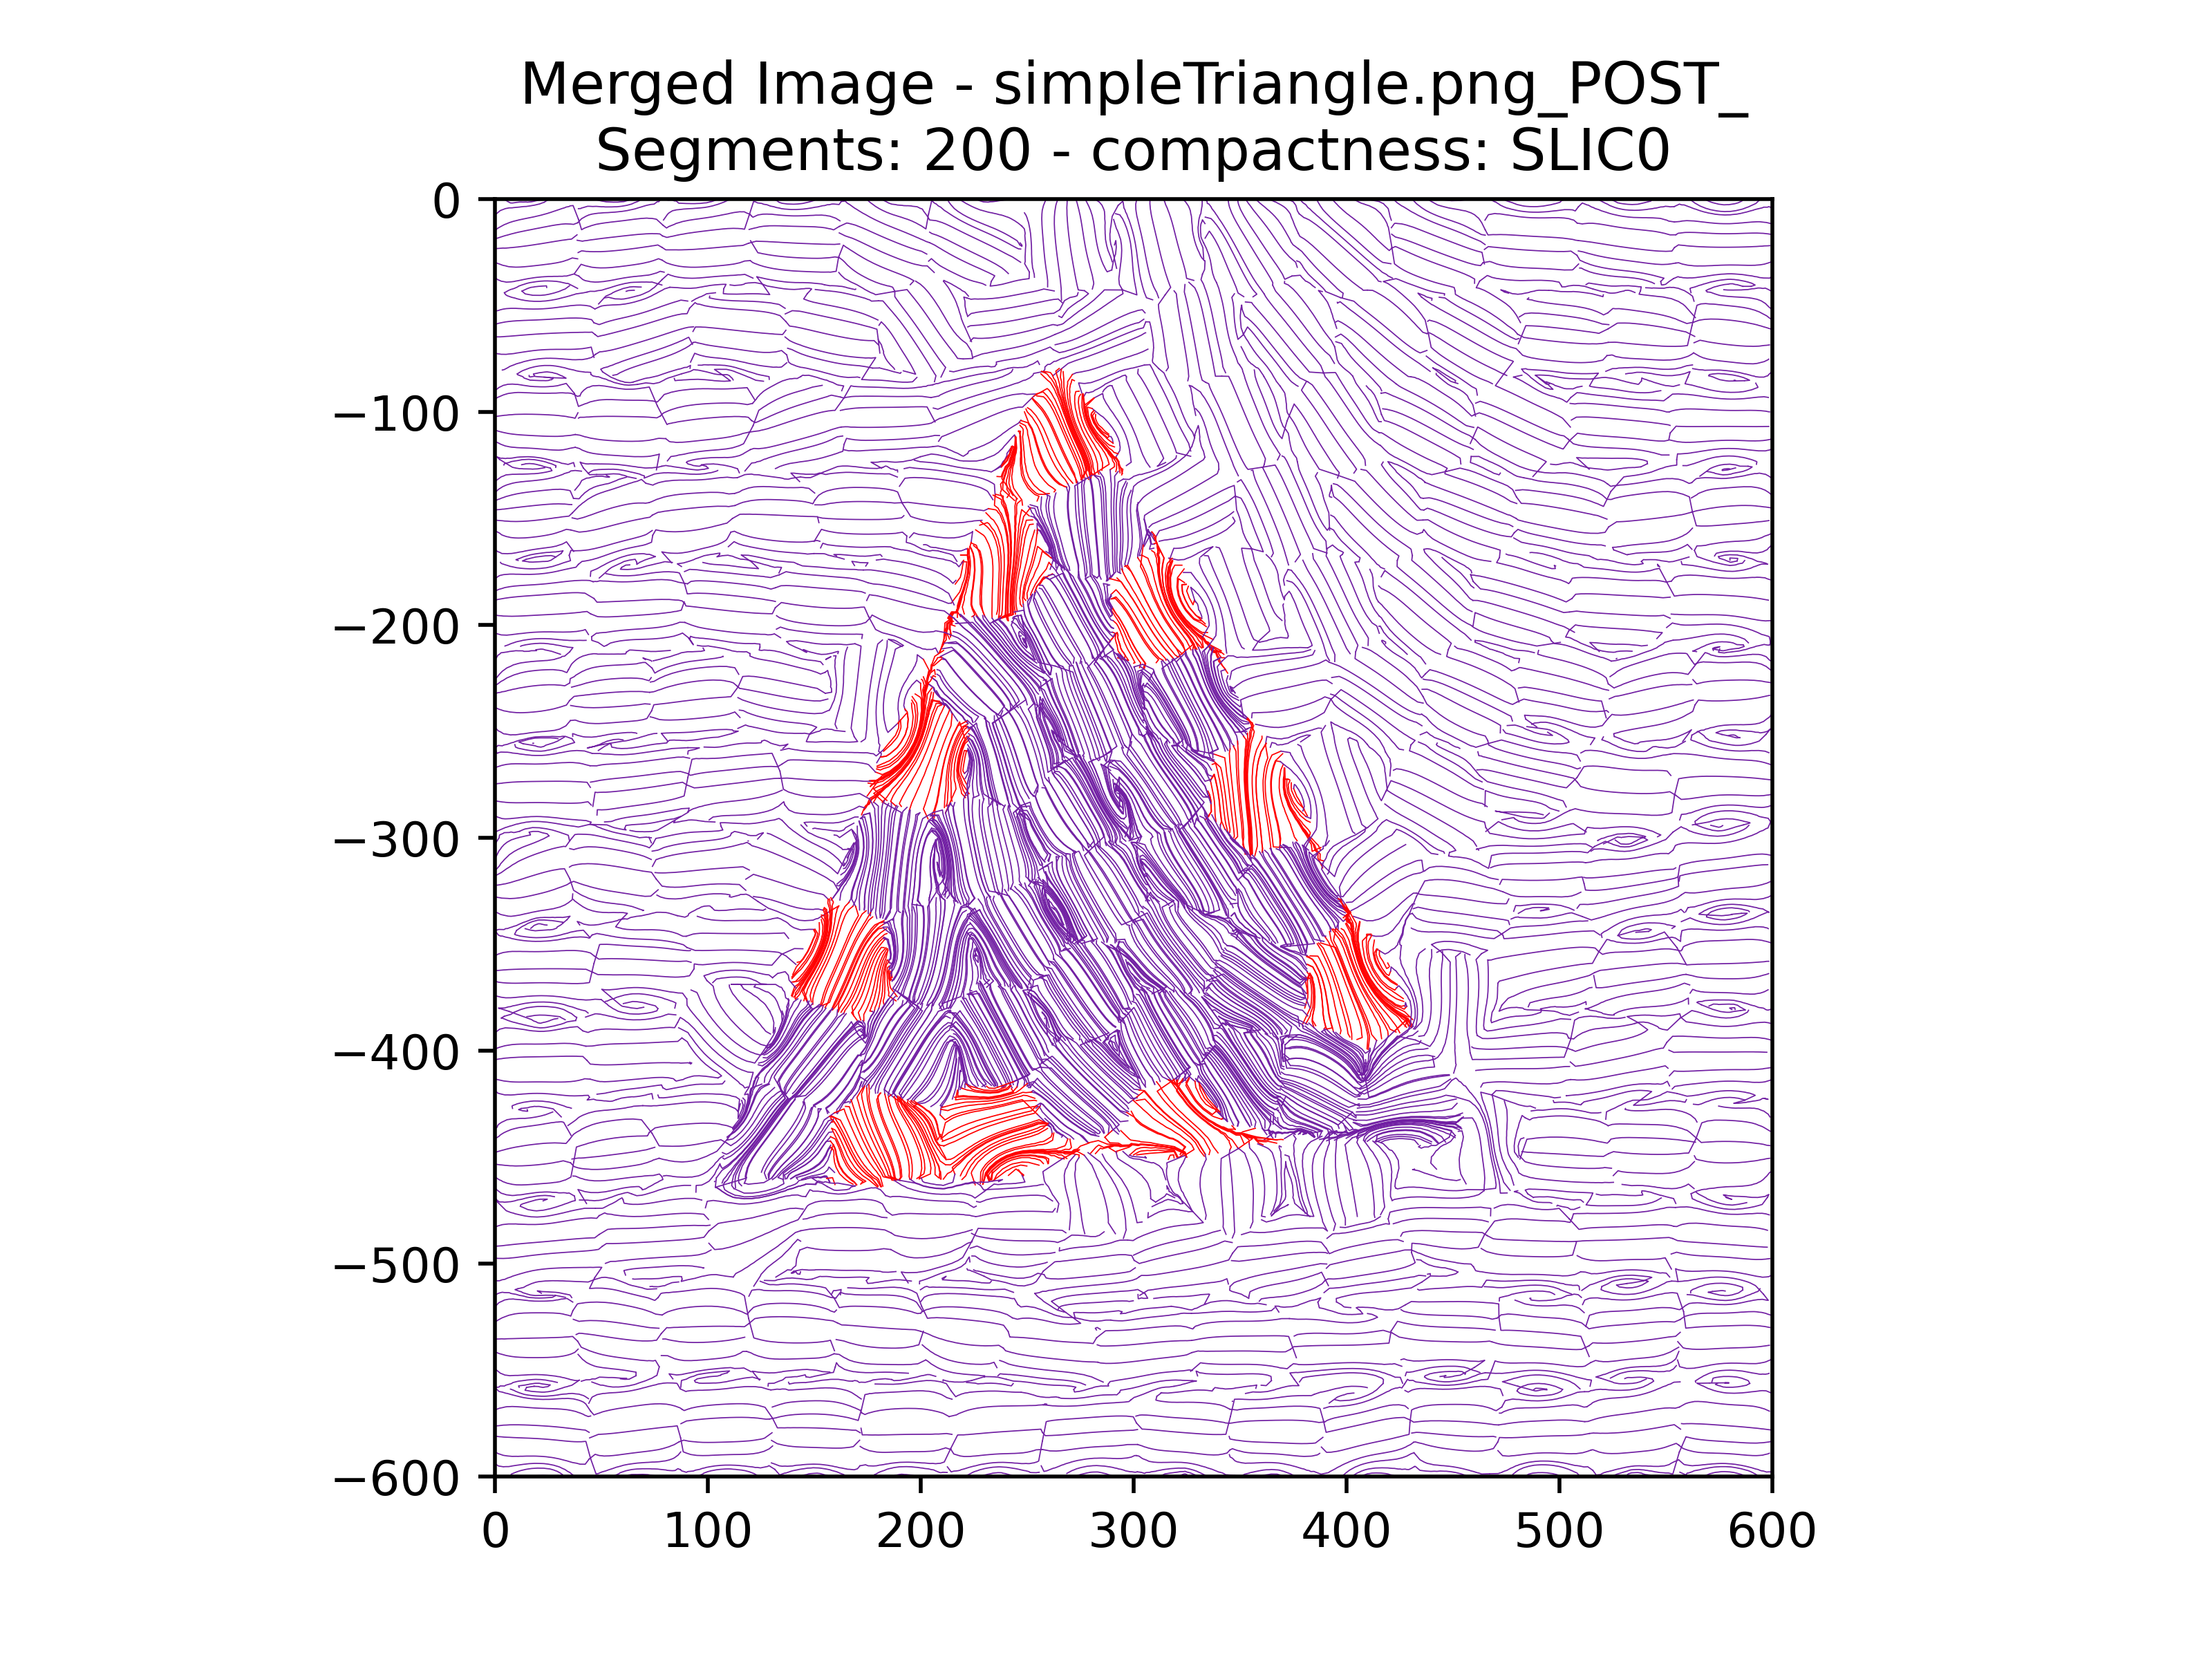 Merged Image - simpleTriangle.png_POST_
Segments: 200 - compactness: SLIC0
0
−100
−200
−300
−400
−500
−600
0 100 200 300 400 500 600